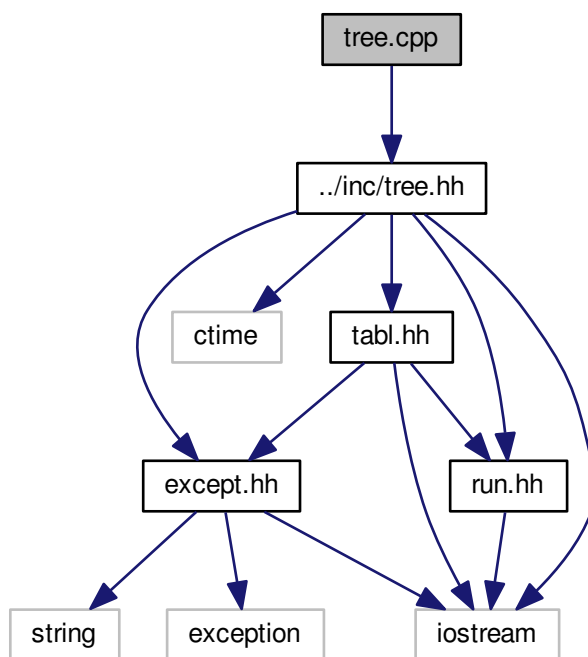 tree.cpp
../inc/tree.hh
ctime
tabl.hh
except.hh
run.hh
string
exception
iostream